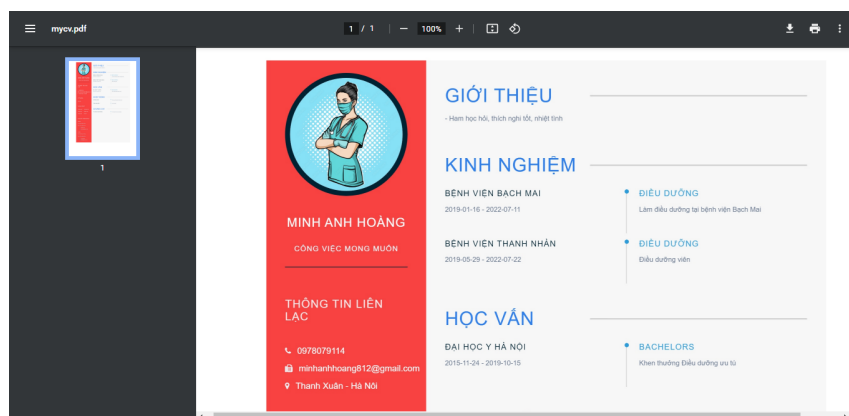 mycv.pdf
1 / 1
100%
1
MINH ANH HOÀNG
CÔNG VIỆC MONG MUỐN
THÔNG TIN LIÊN
LẠC
0978079114
minhanhhoang812@gmail.com
Thanh Xuân - Hà Nôi
GIỚI THIỆU
- Ham học hỏi, thích nghi tốt, nhiệt tình
KINH NGHIỆM
BỆNH VIỆN BẠCH MAI
2019-01-16 - 2022-07-11
ĐIỀU DƯỠNG
Làm điều dưỡng tại bệnh viện Bạch Mai
BỆNH VIỆN THANH NHÀN
2019-05-29 - 2022-07-22
ĐIỀU DƯỠNG
Điều dưỡng viên
HỌC VẤN
ĐẠI HỌC Y HÀ NỘI
2015-11-24 - 2019-10-15
BACHELORS
Khen thưởng Điều dưỡng ưu tú